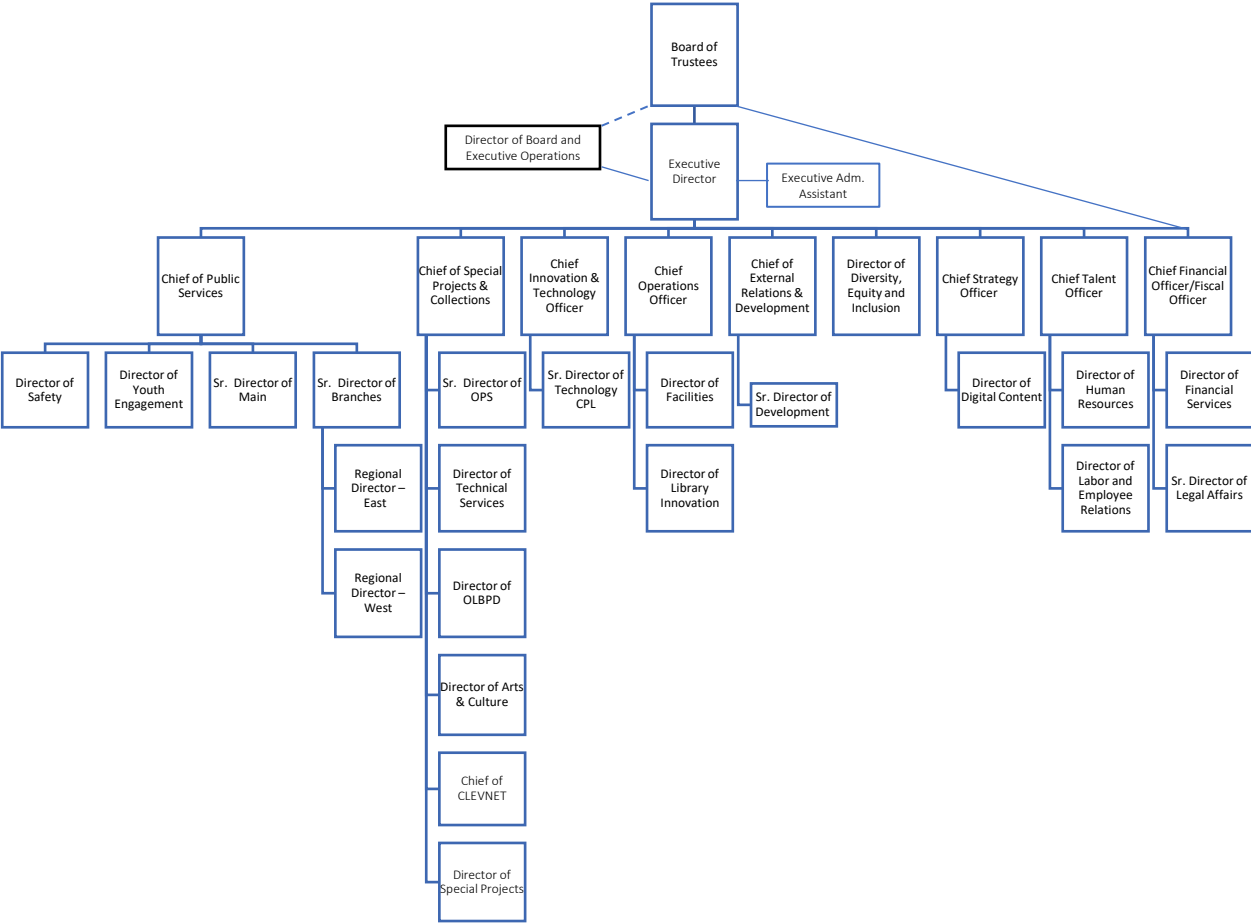 Board of
Trustees
Director of Board and
Executive Operations
Executive
Director
Executive Adm.
Assistant
Chief of Public
Services
Chief of Special
Projects &
Collections
Chief
Innovation &
Technology
Officer
Chief
Operations
Officer
Chief of
External
Relations &
Development
Director of
Diversity,
Equity and
Inclusion
Chief Strategy
Officer
Chief Talent
Officer
Chief Financial
Officer/Fiscal
Officer
Director of
Safety
Director of
Youth
Engagement
Sr. Director of
Main
Sr. Director of
Branches
Sr. Director of
OPS
Sr. Director of
Technology
CPL
Director of
Facilities
Sr. Director of
Development
Director of
Digital Content
Director of
Human
Resources
Director of
Financial
Services
Regional
Director –
East
Director of
Technical
Services
Director of
Library
Innovation
Director of
Labor and
Employee
Relations
Sr. Director of
Legal Affairs
Regional
Director –
West
Director of
OLBPD
Director of Arts
& Culture
Chief of
CLEVNET
Director of
Special Projects